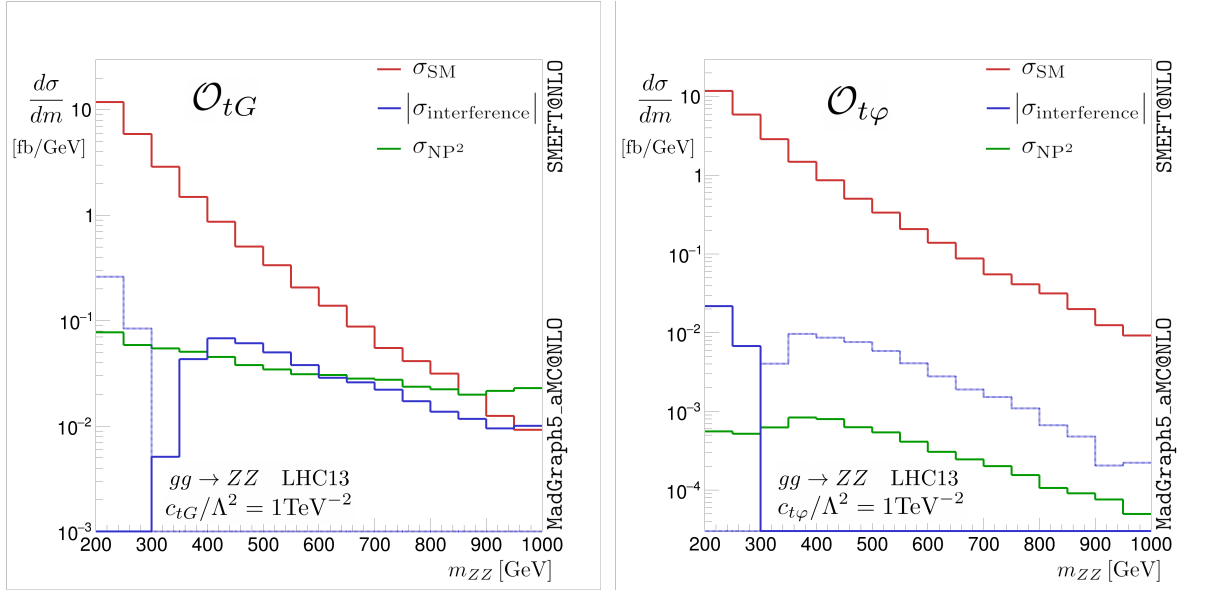 dσ/dm
[fb/GeV]
𝒪_tG
σ_SM
|σ_interference|
σ_NP²
SMEFT@NLO
MadGraph5_aMC@NLO
10
1
10⁻¹
10⁻²
10⁻³
gg → ZZ LHC13
c_tG/Λ² = 1TeV⁻²
200 300 400 500 600 700 800 900 1000
m_ZZ [GeV]
dσ/dm
[fb/GeV]
𝒪_tφ
σ_SM
|σ_interference|
σ_NP²
SMEFT@NLO
MadGraph5_aMC@NLO
10
1
10⁻¹
10⁻²
10⁻³
10⁻⁴
gg → ZZ LHC13
c_tφ/Λ² = 1TeV⁻²
200 300 400 500 600 700 800 900 1000
m_ZZ [GeV]